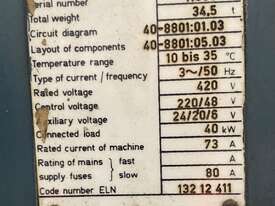 Serial number
Total weight 34,5 t
Circuit diagram 40-8801:01.03
Layout of components 40-8801:05.03
Temperature range 10 bis 35 °C
Type of current / frequency 3~/50 Hz
Rated voltage 420 V
Control voltage 220/48 V
Auxiliary voltage 24/20/6 V
Connected load 40 kW
Rated current of machine 73 A
Rating of mains fast A
supply fuses slow 80 A
Code number ELN 132 12 411